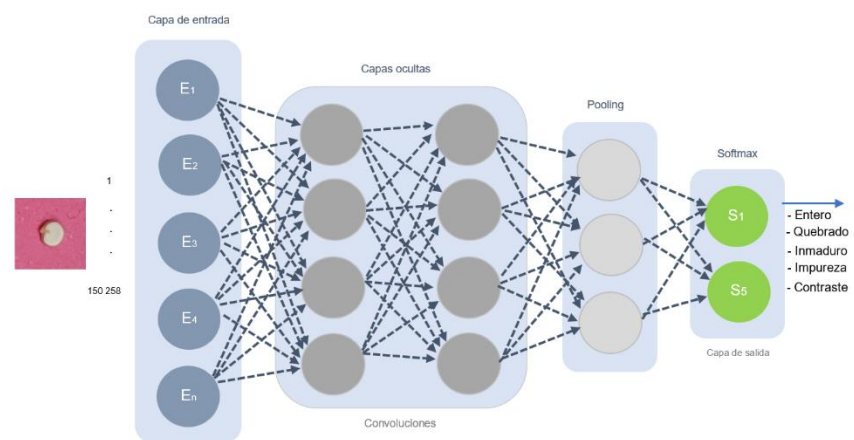 Capa de entrada
E1
E2
E3
E4
En
1
.
.
.
150 258
Capas ocultas
Convoluciones
Pooling
Softmax
S1
S5
Capa de salida
- Entero
- Quebrado
- Inmaduro
- Impureza
- Contraste